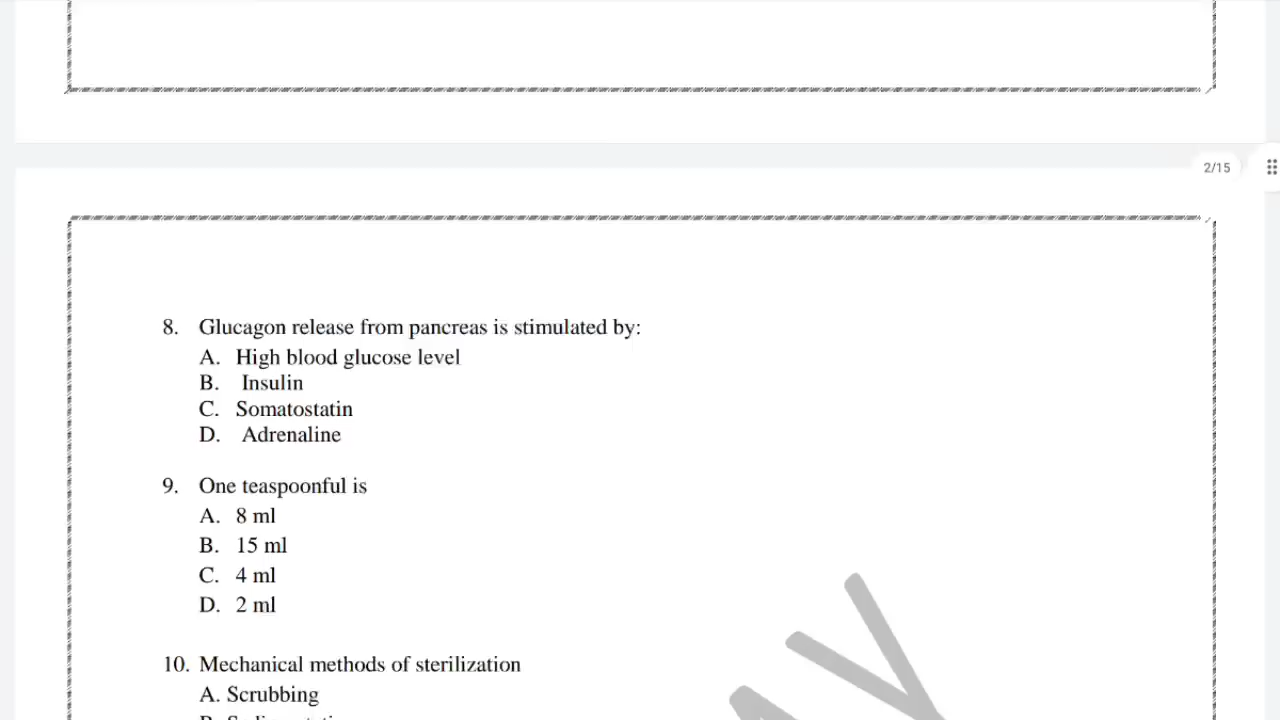 2/15
8. Glucagon release from pancreas is stimulated by:
A. High blood glucose level
B. Insulin
C. Somatostatin
D. Adrenaline
9. One teaspoonful is
A. 8 ml
B. 15 ml
C. 4 ml
D. 2 ml
10. Mechanical methods of sterilization
A. Scrubbing